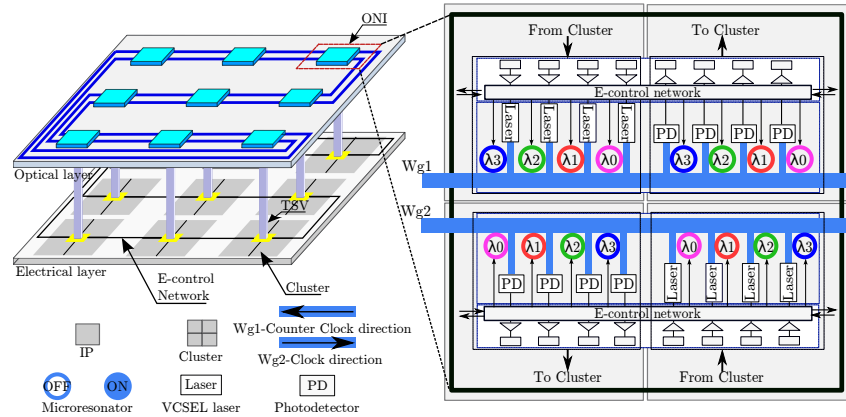 ONI
Optical layer
TSV
Electrical layer
E-control
Network
Cluster
IP
Cluster
Wg1-Counter Clock direction
Wg2-Clock direction
OFF
ON
Microresonator
Laser
VCSEL laser
PD
Photodetector
From Cluster
To Cluster
E-control network
Laser
Laser
Laser
Laser
PD
PD
PD
PD
λ3
λ2
λ1
λ0
λ3
λ2
λ1
λ0
Wg1
Wg2
λ0
λ1
λ2
λ3
λ0
λ1
λ2
λ3
PD
PD
PD
PD
Laser
Laser
Laser
Laser
E-control network
To Cluster
From Cluster